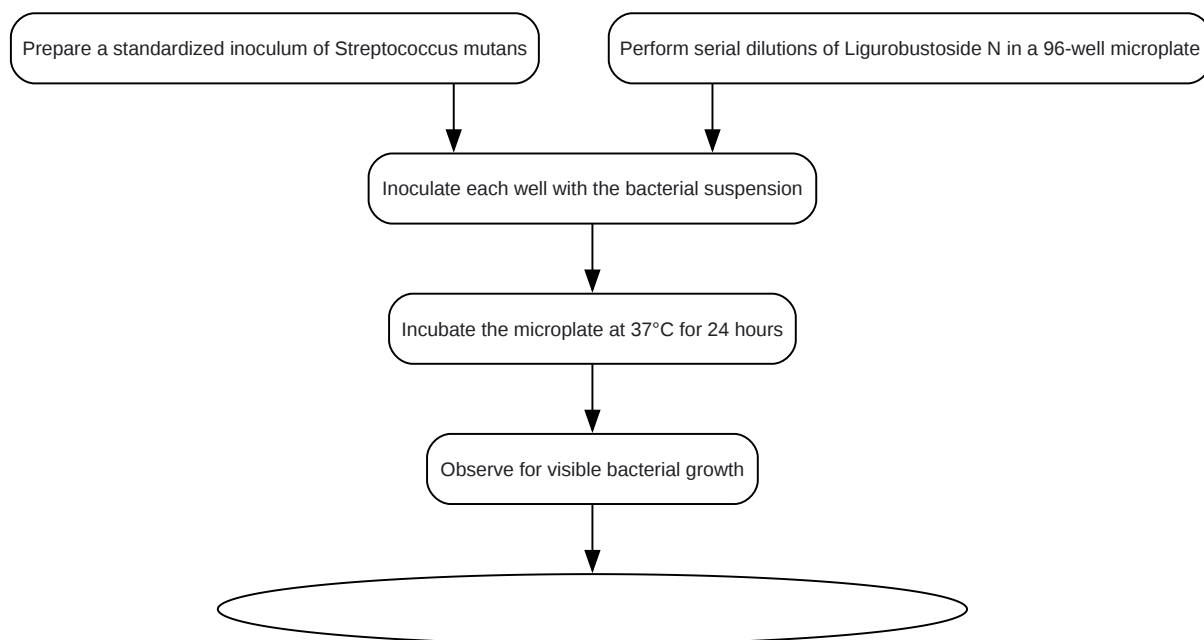 Prepare a standardized inoculum of Streptococcus mutans
Perform serial dilutions of Ligurobustoside N in a 96-well microplate
Inoculate each well with the bacterial suspension
Incubate the microplate at 37°C for 24 hours
Observe for visible bacterial growth